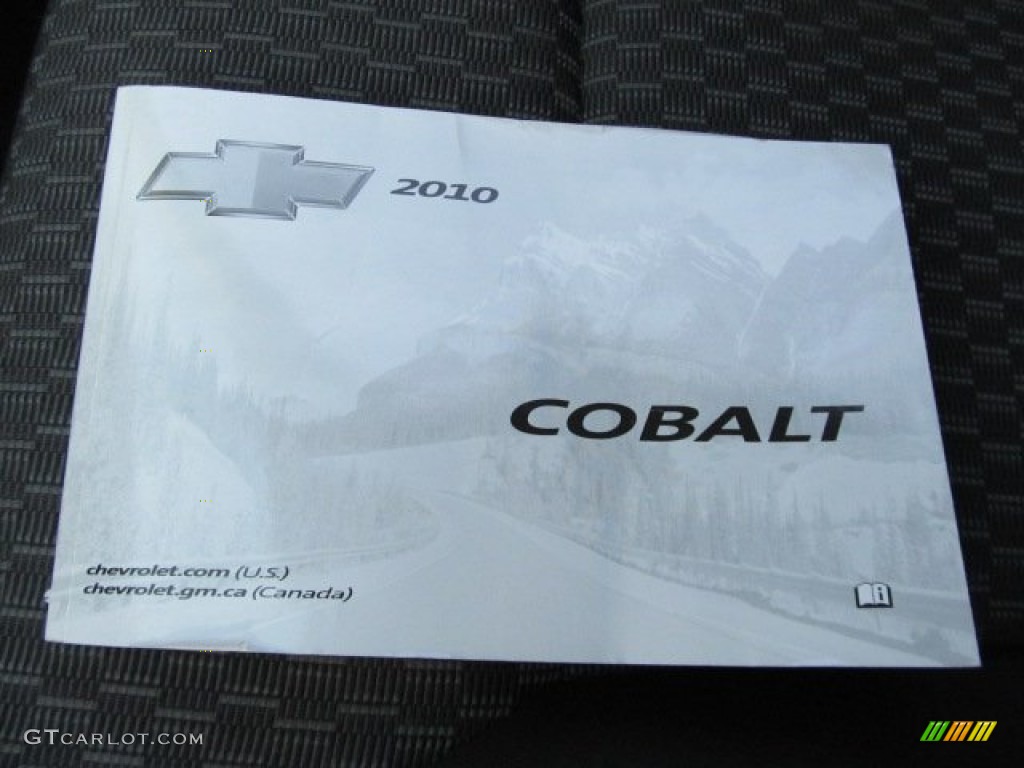 2010
COBALT
chevrolet.com (U.S.)
chevrolet.gm.ca (Canada)
i
GTCARLOT.COM